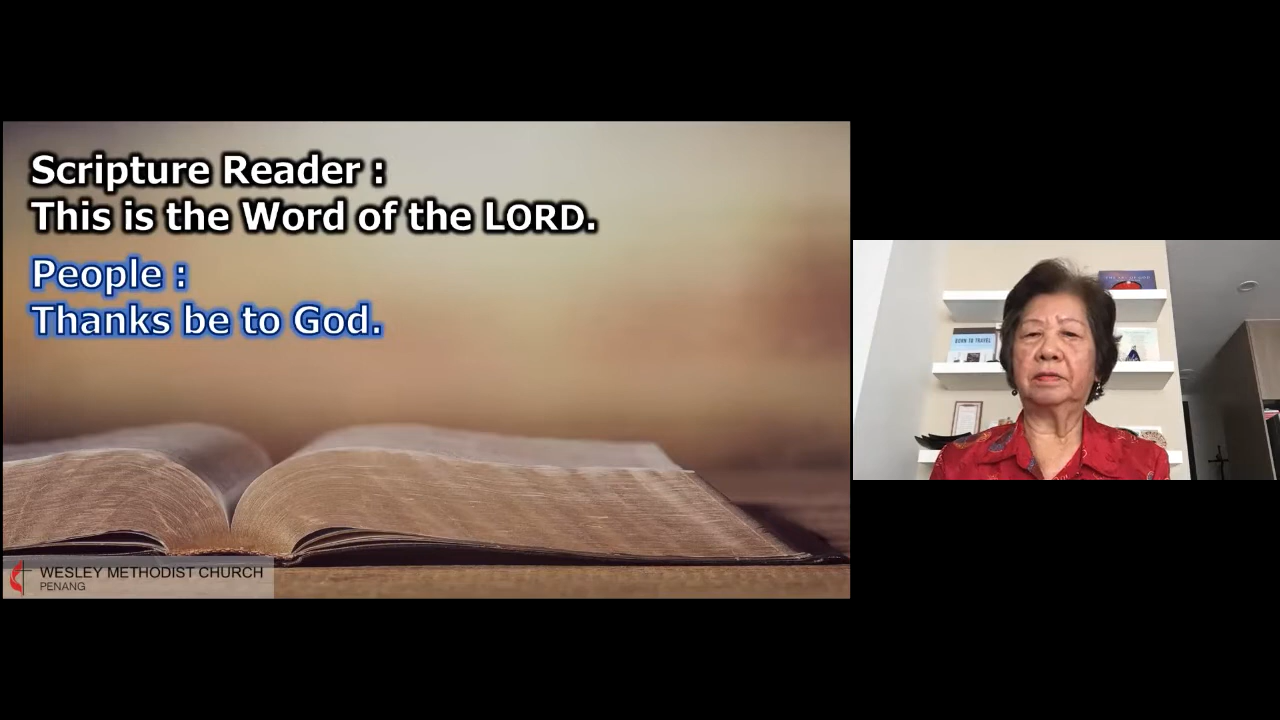 Scripture Reader :
This is the Word of the LORD.
People :
Thanks be to God.
WESLEY METHODIST CHURCH
PENANG
BORN TO TRAVEL